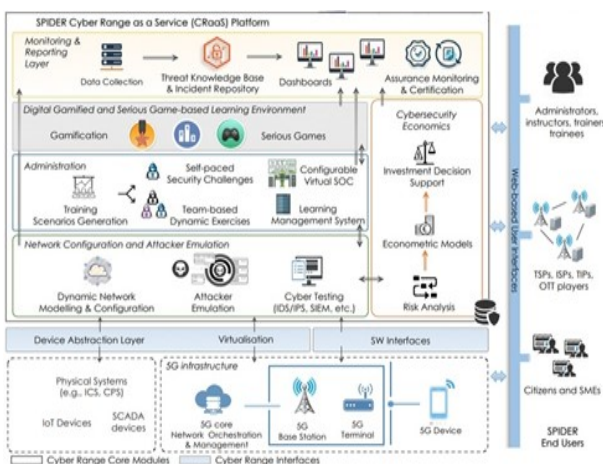 SPIDER Cyber Range as a Service (CRaaS) Platform
Monitoring &
Reporting
Layer
Data Collection
Threat Knowledge Base
& Incident Repository
Dashboards
Assurance Monitoring
& Certification
Digital Gamified and Serious Game-based Learning Environment
Gamification
Serious Games
Cybersecurity
Economics
Investment Decision
Support
Econometric Models
Risk Analysis
Administration
Self-paced
Security Challenges
Configurable
Virtual SOC
Training
Scenarios Generation
Team-based
Dynamic Exercises
Learning
Management System
Network Configuration and Attacker Emulation
Dynamic Network
Modelling & Configuration
Attacker
Emulation
Cyber Testing
(IDS/IPS, SIEM, etc.)
Device Abstraction Layer
Virtualisation
SW Interfaces
Physical Systems
(e.g., ICS, CPS)
IoT Devices
SCADA
devices
5G infrastructure
5G core
Network Orchestration
& Management
5G
Base Station
5G
Terminal
5G Device
Web-based User Interfaces
Administrators,
instructors, trainers
trainees
TSPs, ISPs, TIPs,
OTT players
Citizens and SMEs
SPIDER
End Users
Cyber Range Core Modules
Cyber Range Interfaces